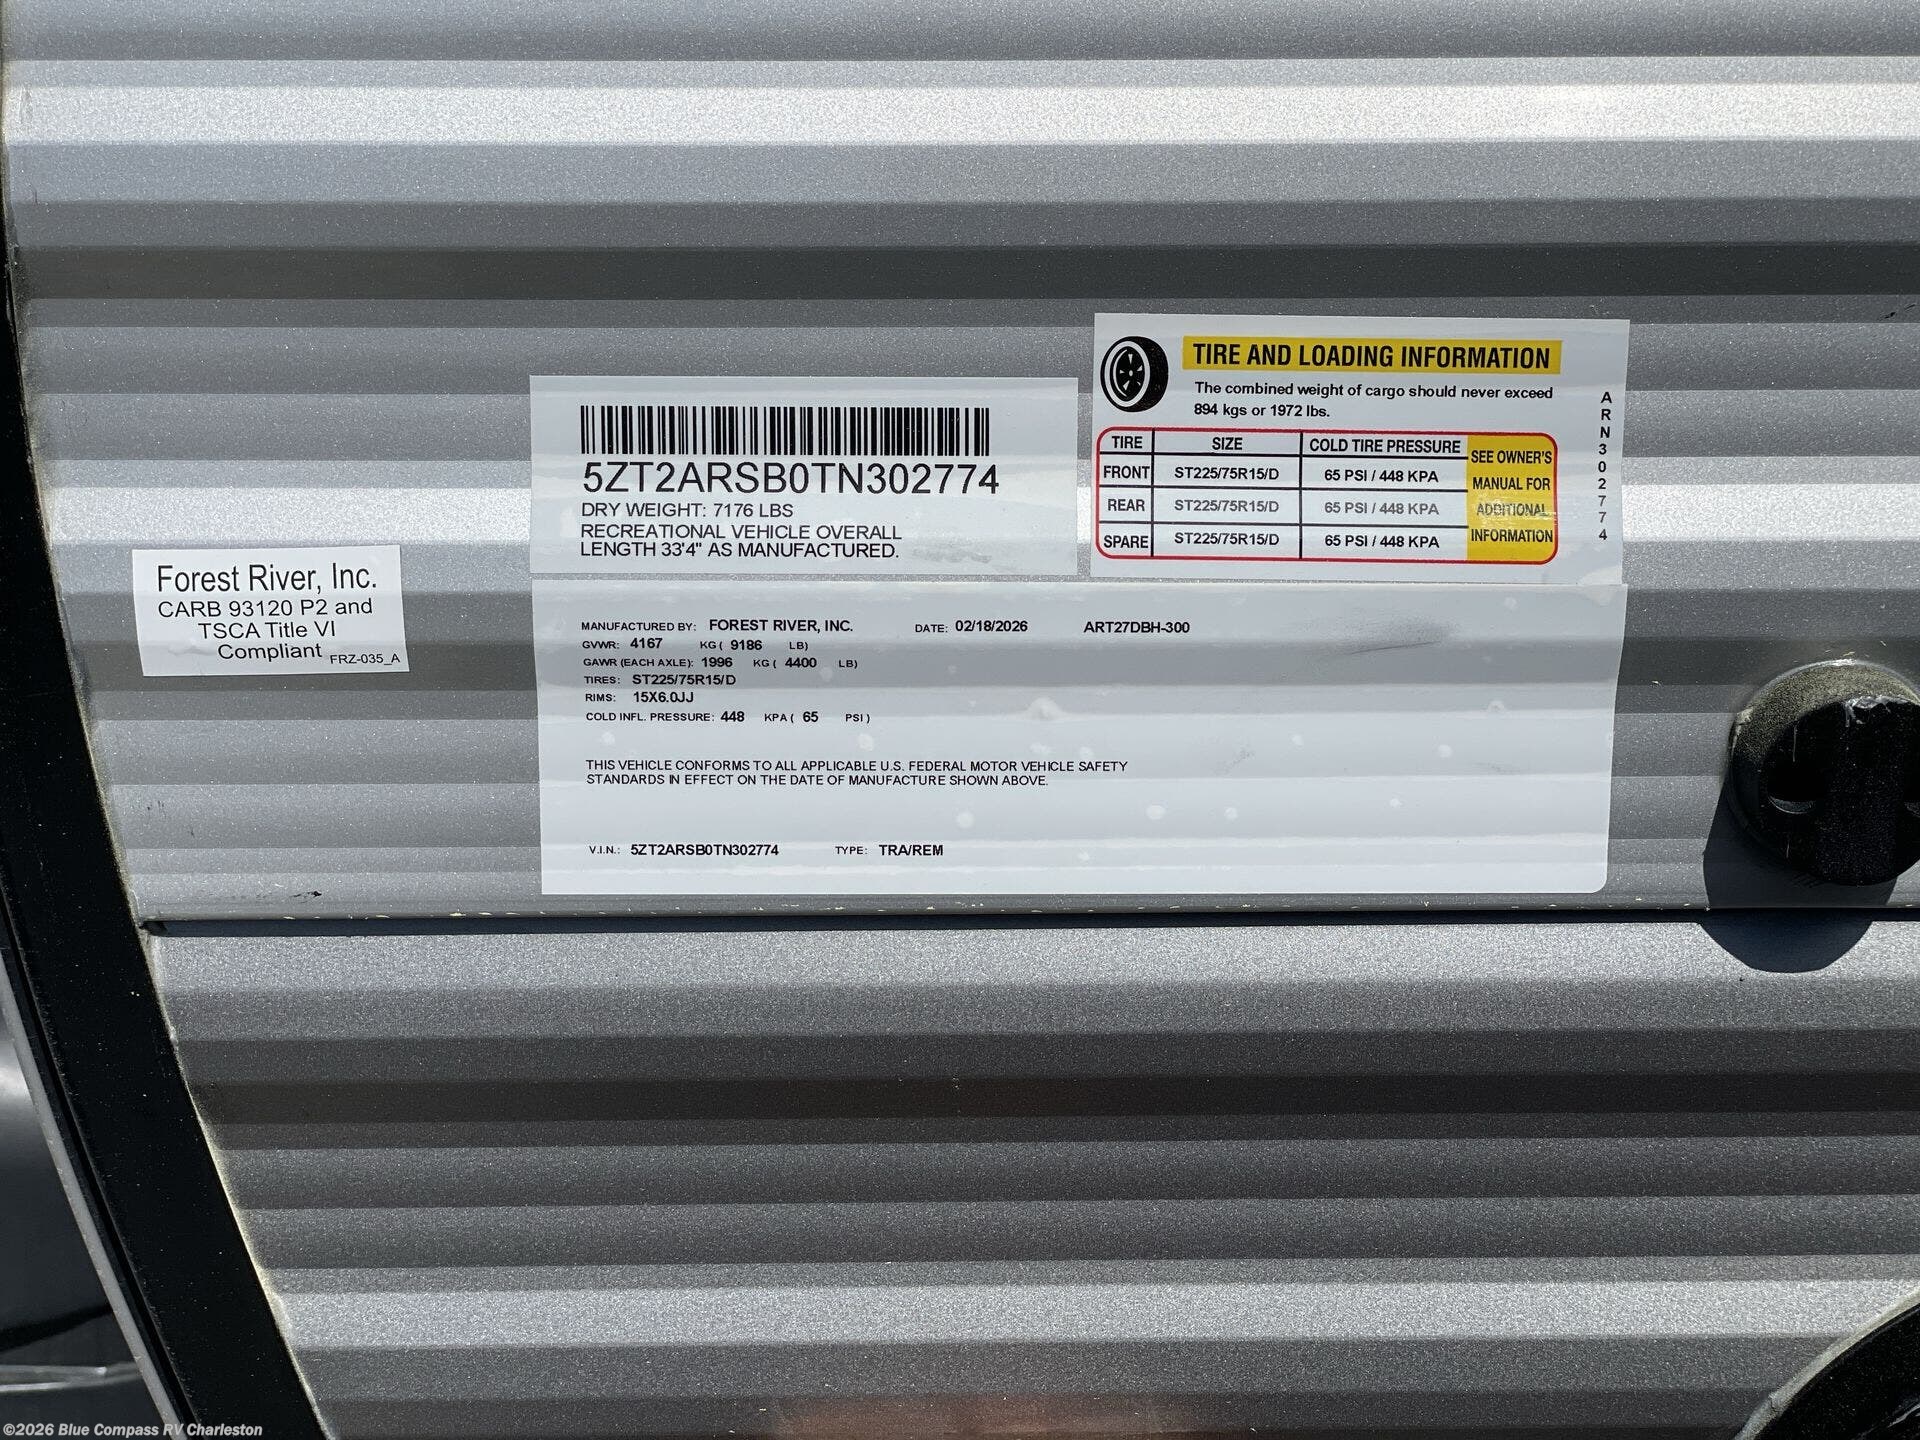 TIRE AND LOADING INFORMATION
The combined weight of cargo should never exceed
894 kgs or 1972 lbs.
TIRE SIZE COLD TIRE PRESSURE
FRONT ST225/75R15/D 65 PSI / 448 KPA
REAR ST225/75R15/D 65 PSI / 448 KPA
SPARE ST225/75R15/D 65 PSI / 448 KPA
SEE OWNER'S
MANUAL FOR
ADDITIONAL
INFORMATION
ARN302774
5ZT2ARSB0TN302774
DRY WEIGHT: 7176 LBS
RECREATIONAL VEHICLE OVERALL
LENGTH 33'4" AS MANUFACTURED.
Forest River, Inc.
CARB 93120 P2 and
TSCA Title VI
Compliant FRZ-035_A
MANUFACTURED BY: FOREST RIVER, INC. DATE: 02/18/2026 ART27DBH-300
GVWR: 4167 KG ( 9186 LB)
GAWR (EACH AXLE): 1996 KG ( 4400 LB)
TIRES: ST225/75R15/D
RIMS: 15X6.0JJ
COLD INFL. PRESSURE: 448 KPA ( 65 PSI )
THIS VEHICLE CONFORMS TO ALL APPLICABLE U.S. FEDERAL MOTOR VEHICLE SAFETY
STANDARDS IN EFFECT ON THE DATE OF MANUFACTURE SHOWN ABOVE.
V.I.N.: 5ZT2ARSB0TN302774 TYPE: TRA/REM
©2026 Blue Compass RV Charleston